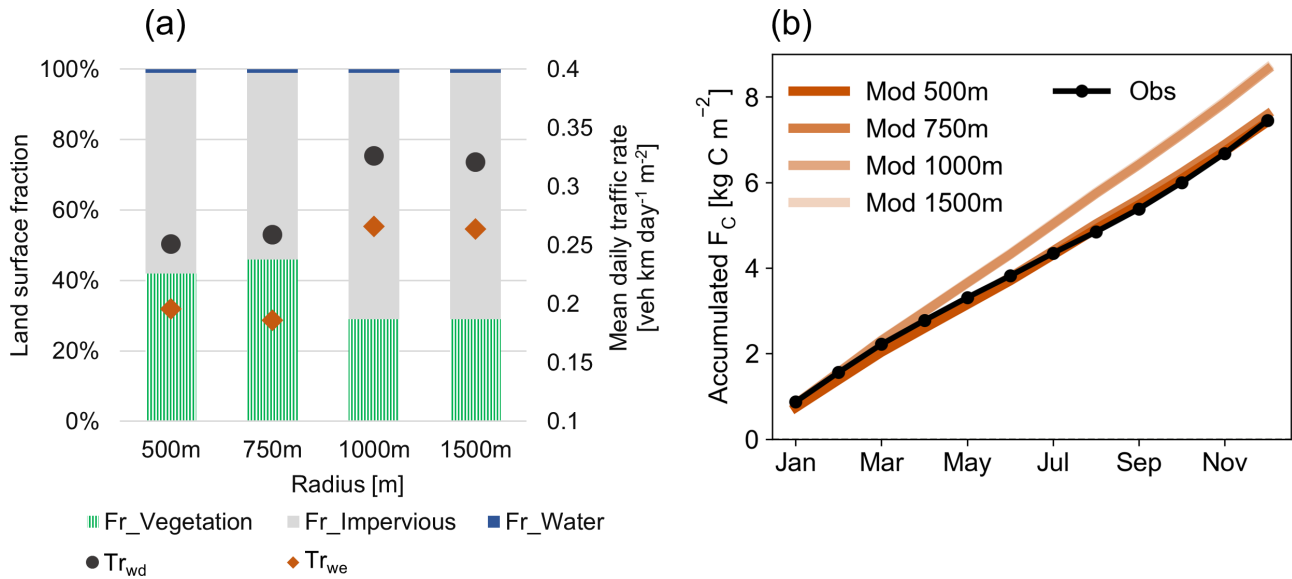 (a)
100%
80%
60%
40%
20%
0%
Land surface fraction
0.4
0.35
0.3
0.25
0.2
0.15
0.1
Mean daily traffic rate
[veh km day⁻¹ m⁻²]
500m
750m
1000m
1500m
Radius [m]
Fr_Vegetation
Fr_Impervious
Fr_Water
Tr_wd
Tr_we
(b)
8
6
4
2
0
Accumulated F_C [kg C m⁻²]
Mod 500m
Mod 750m
Mod 1000m
Mod 1500m
Obs
Jan
Mar
May
Jul
Sep
Nov